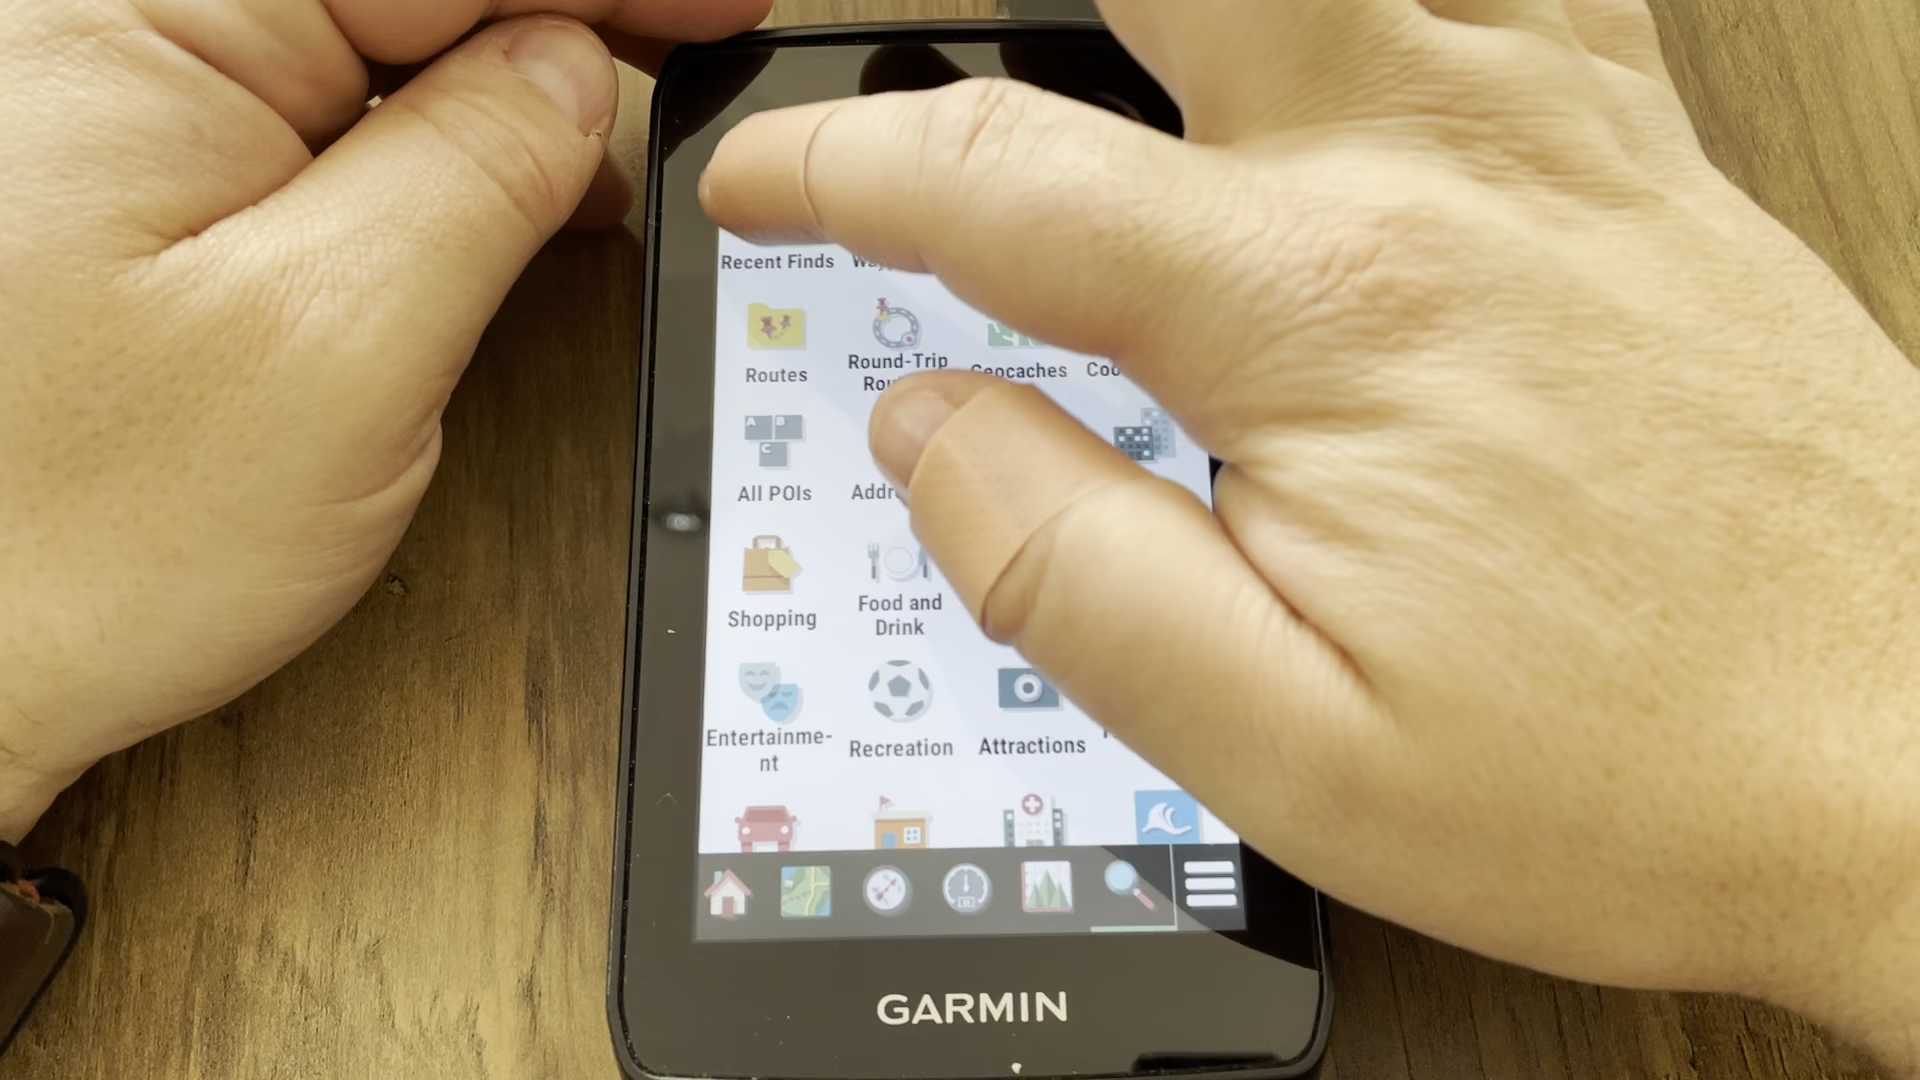 Recent Finds
Routes
Round-Trip
Geocaches
All POIs
Shopping
Food and
Drink
Entertainme-
nt
Recreation
Attractions
GARMIN